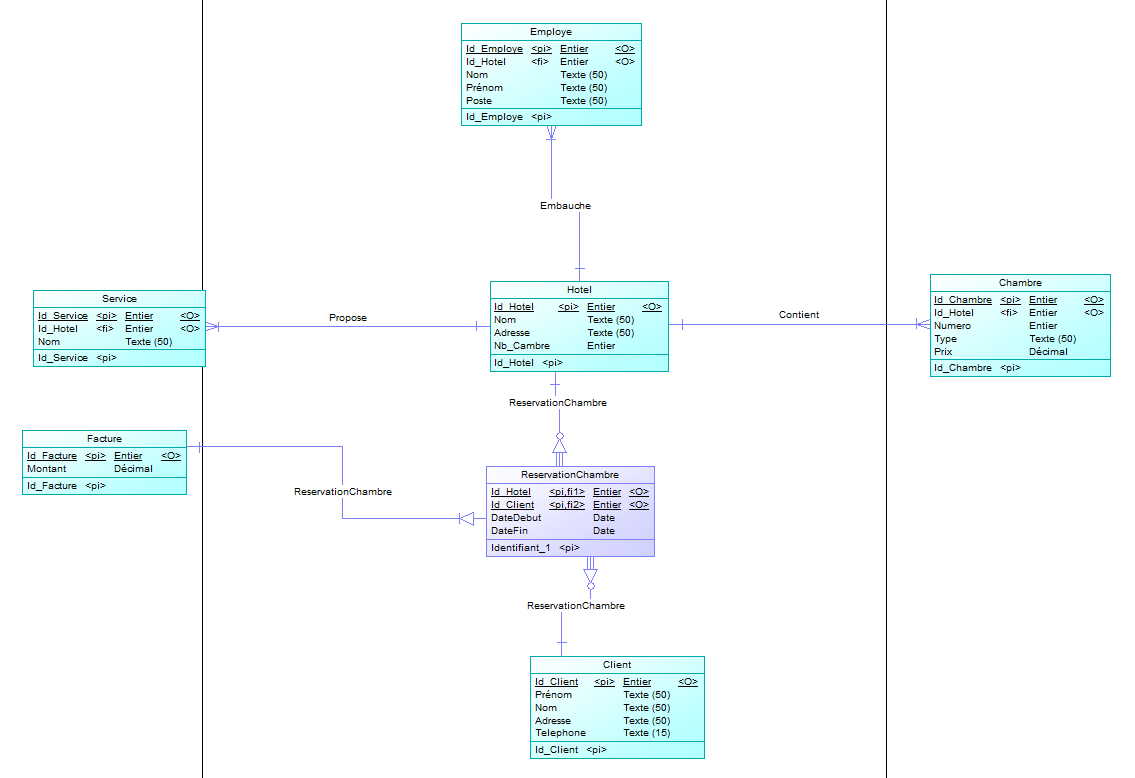 Employe
Id_Employe <pi> Entier <O>
Id_Hotel <fi> Entier <O>
Nom Texte (50)
Prénom Texte (50)
Poste Texte (50)
Id_Employe <pi>
Embauche
Service
Id_Service <pi> Entier <O>
Id_Hotel <fi> Entier <O>
Nom Texte (50)
Id_Service <pi>
Propose
Hotel
Id_Hotel <pi> Entier <O>
Nom Texte (50)
Adresse Texte (50)
Nb_Cambre Entier
Id_Hotel <pi>
Contient
Chambre
Id_Chambre <pi> Entier <O>
Id_Hotel <fi> Entier <O>
Numero Entier
Type Texte (50)
Prix Décimal
Id_Chambre <pi>
ReservationChambre
Facture
Id_Facture <pi> Entier <O>
Montant Décimal
Id_Facture <pi>
ReservationChambre
ReservationChambre
Id_Hotel <pi,fi1> Entier <O>
Id_Client <pi,fi2> Entier <O>
DateDebut Date
DateFin Date
Identifiant_1 <pi>
ReservationChambre
Client
Id_Client <pi> Entier <O>
Prénom Texte (50)
Nom Texte (50)
Adresse Texte (50)
Telephone Texte (15)
Id_Client <pi>